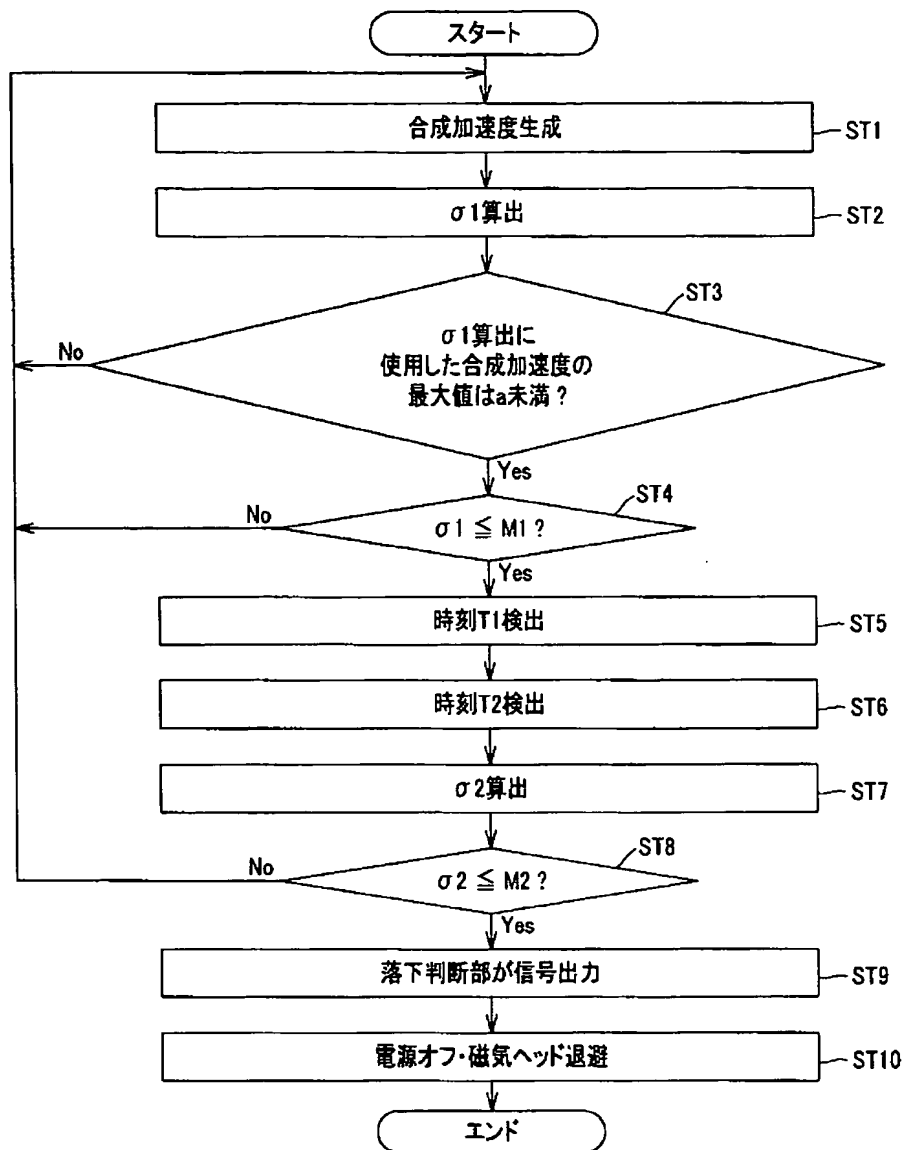 スタート
合成加速度生成
ST1
σ1算出
ST2
ST3
σ1算出に
使用した合成加速度の
最大値はa未満？
No
Yes
ST4
σ1 ≦ M1？
No
Yes
時刻T1検出
ST5
時刻T2検出
ST6
σ2算出
ST7
ST8
σ2 ≦ M2？
No
Yes
落下判断部が信号出力
ST9
電源オフ・磁気ヘッド退避
ST10
エンド